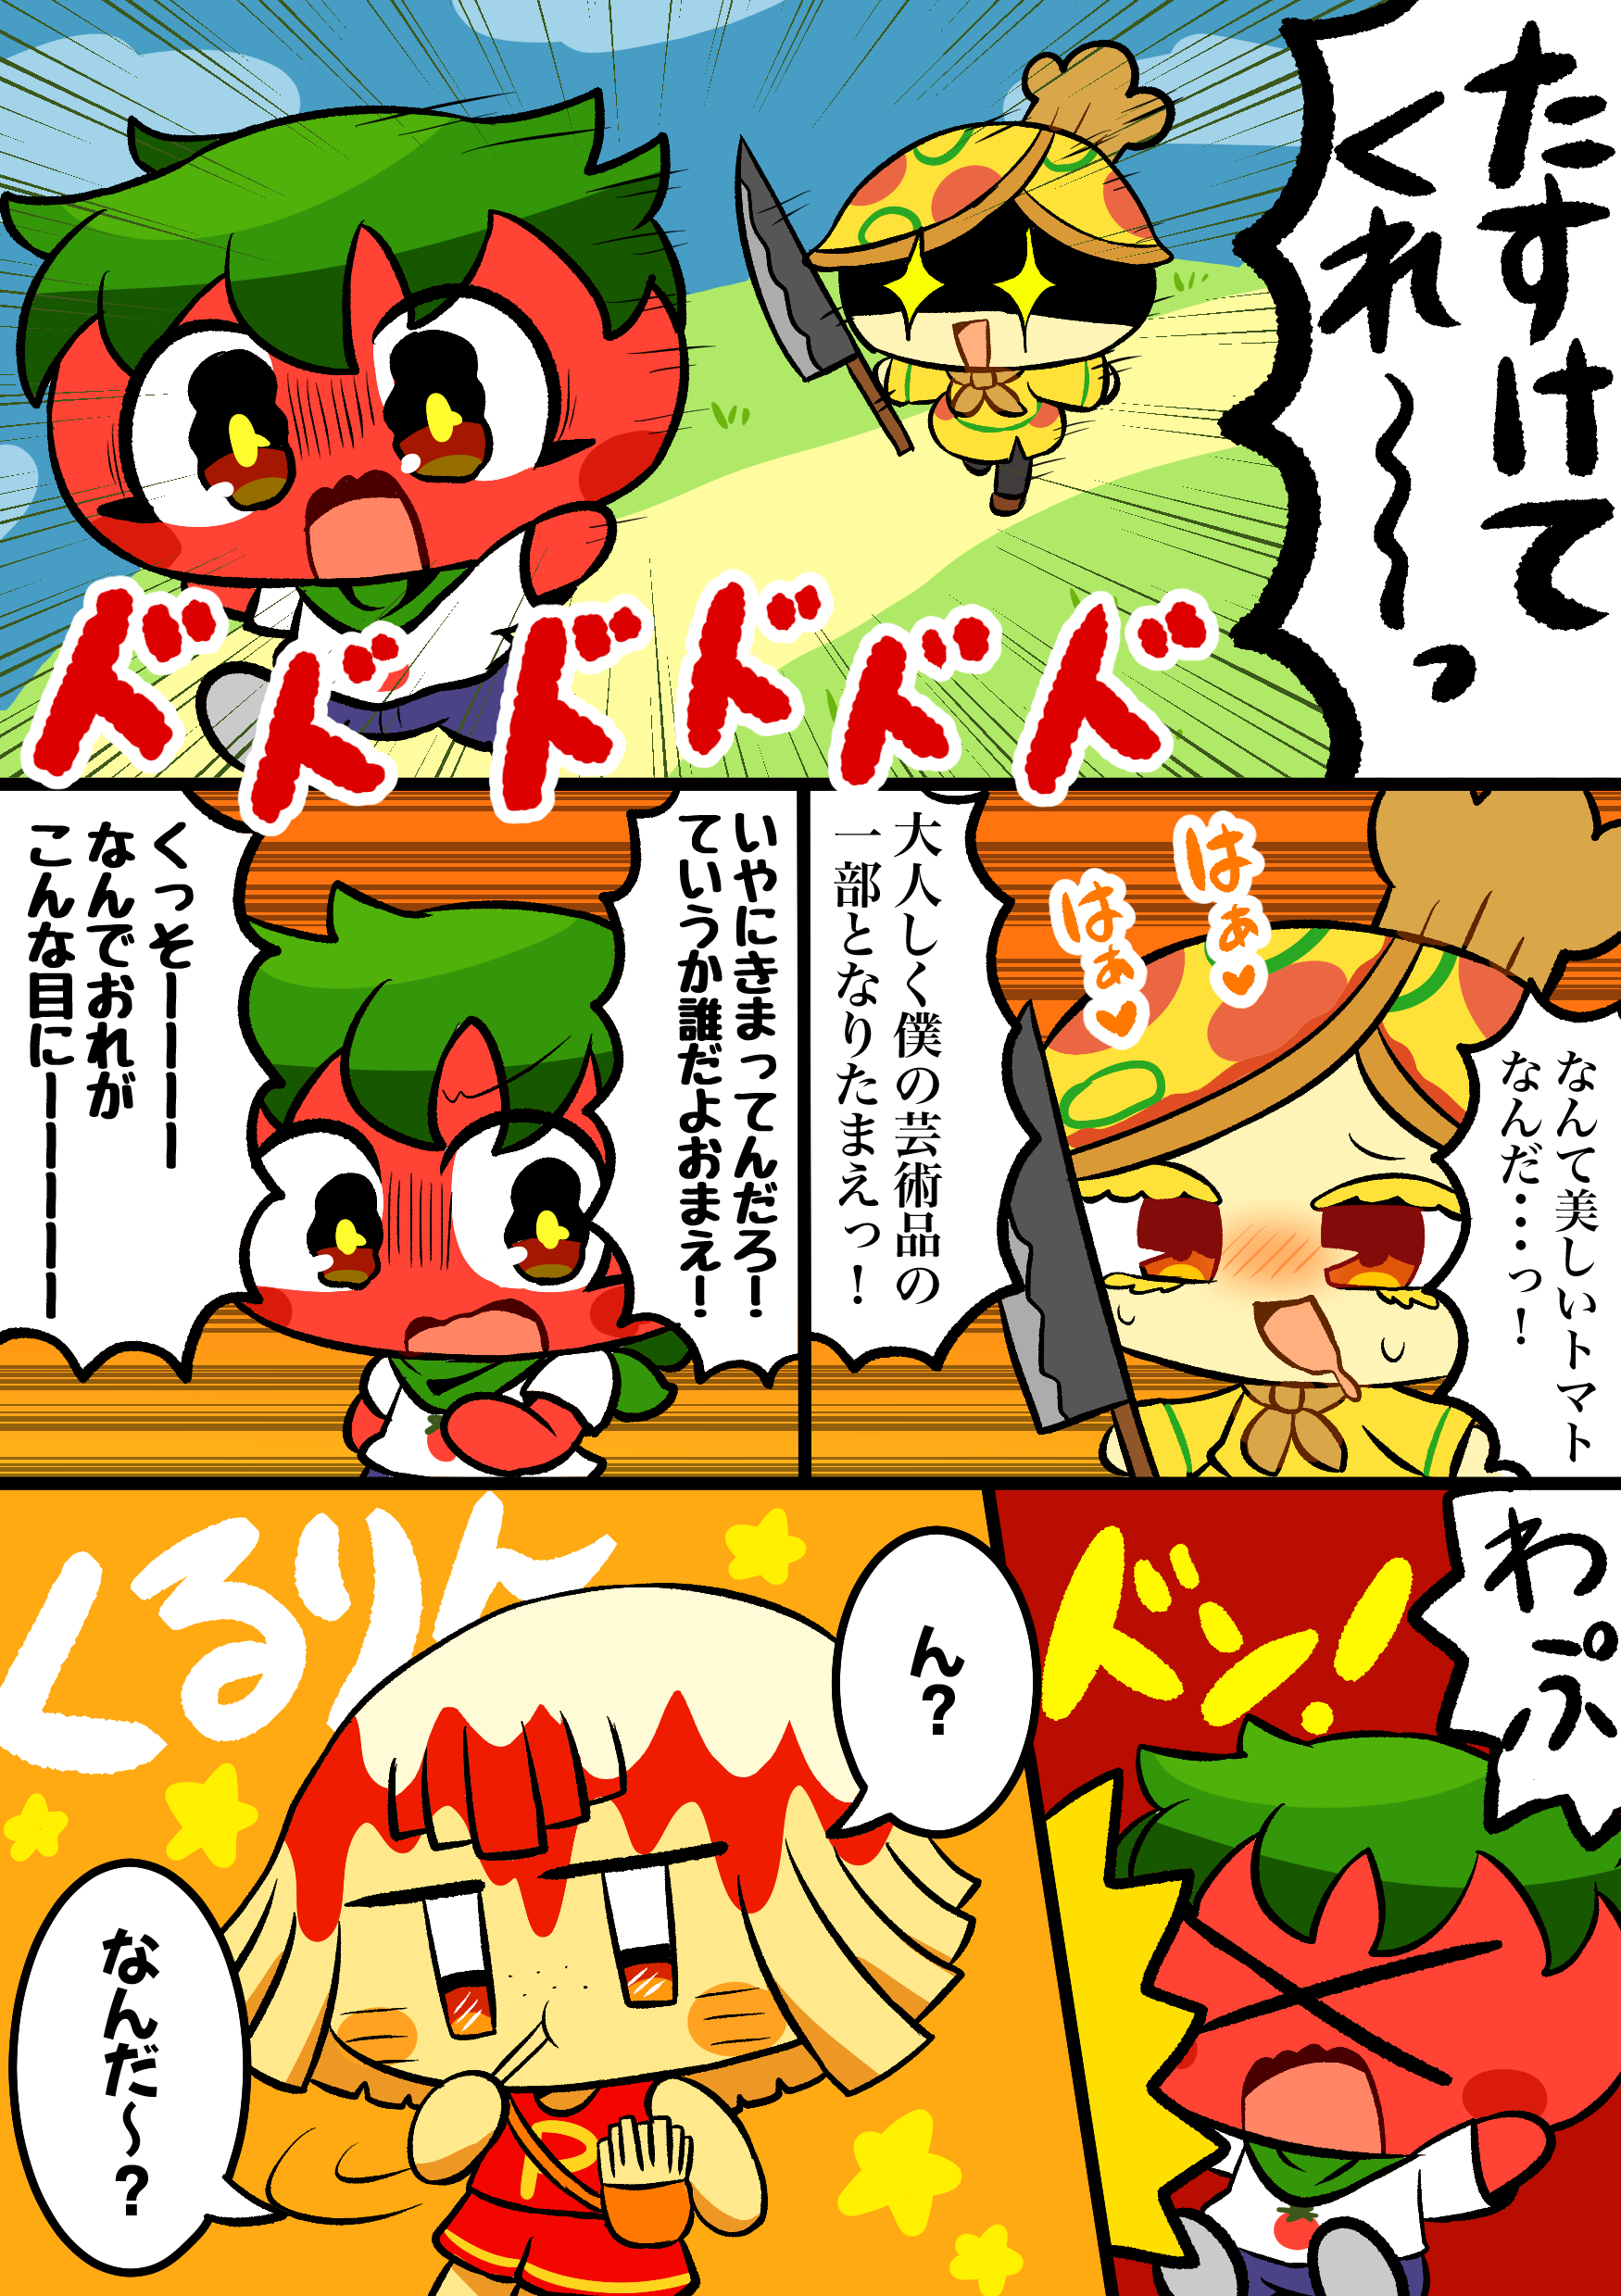 たすけて
くれ〜〜っ
ドドドドドド
なんて美しいトマト
なんだ・・・・っ！
はぁ♥
はぁ♥
大人しく僕の芸術品の
一部となりたまえっ！
いやにきまってんだろ！
ていうか誰だよおまえ！
くっそーーーー
なんでおれが
こんな目にーーーーーー
わぷ
ドン！
ん？
くるりん
P
なんだ〜？